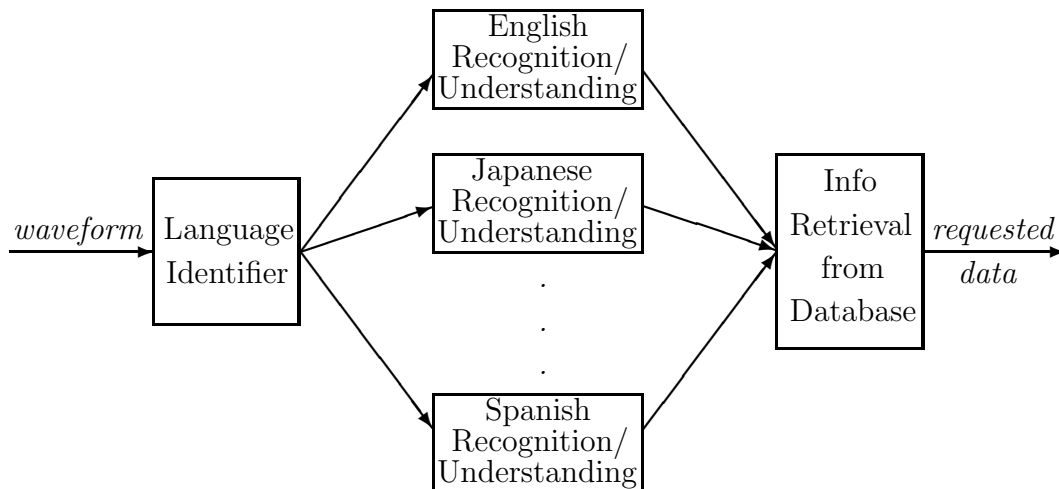 waveform
Language
Identifier
English
Recognition/
Understanding
Japanese
Recognition/
Understanding
.
.
.
Spanish
Recognition/
Understanding
Info
Retrieval
from
Database
requested
data